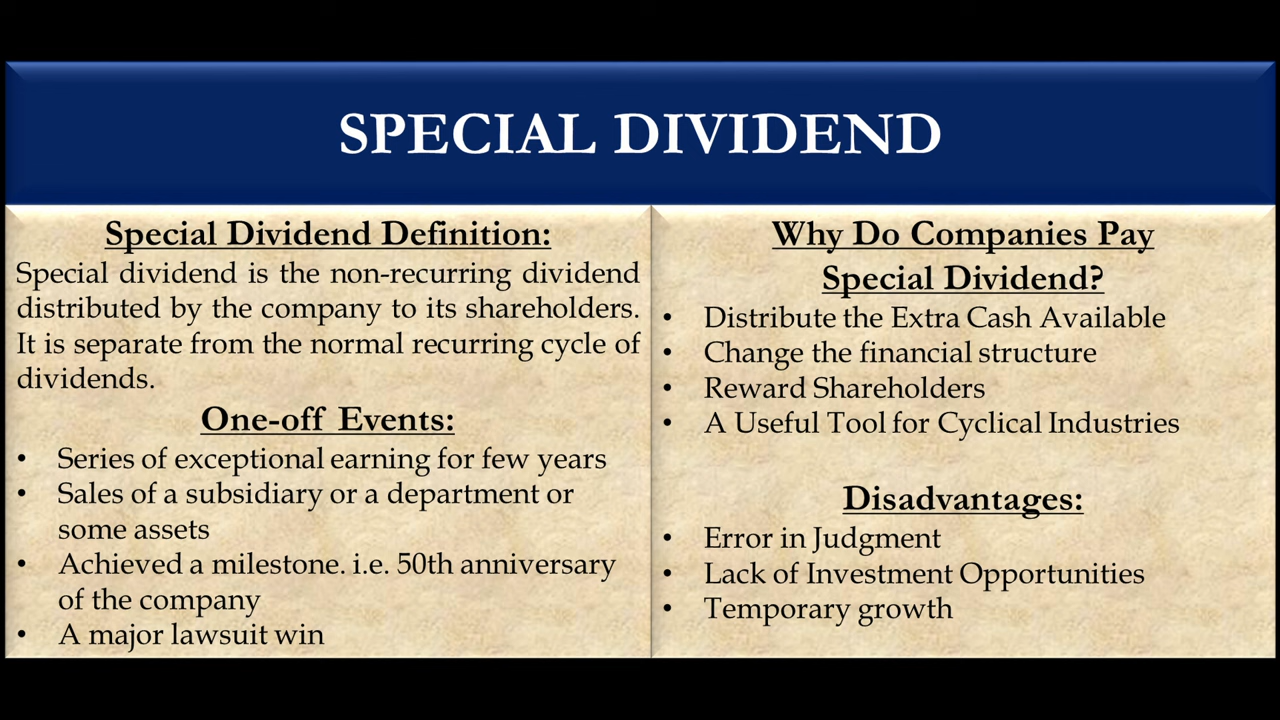 SPECIAL DIVIDEND
Special Dividend Definition:
Special dividend is the non-recurring dividend
distributed by the company to its shareholders.
It is separate from the normal recurring cycle of
dividends.
One-off Events:
• Series of exceptional earning for few years
• Sales of a subsidiary or a department or
some assets
• Achieved a milestone. i.e. 50th anniversary
of the company
• A major lawsuit win
Why Do Companies Pay
Special Dividend?
• Distribute the Extra Cash Available
• Change the financial structure
• Reward Shareholders
• A Useful Tool for Cyclical Industries
Disadvantages:
• Error in Judgment
• Lack of Investment Opportunities
• Temporary growth